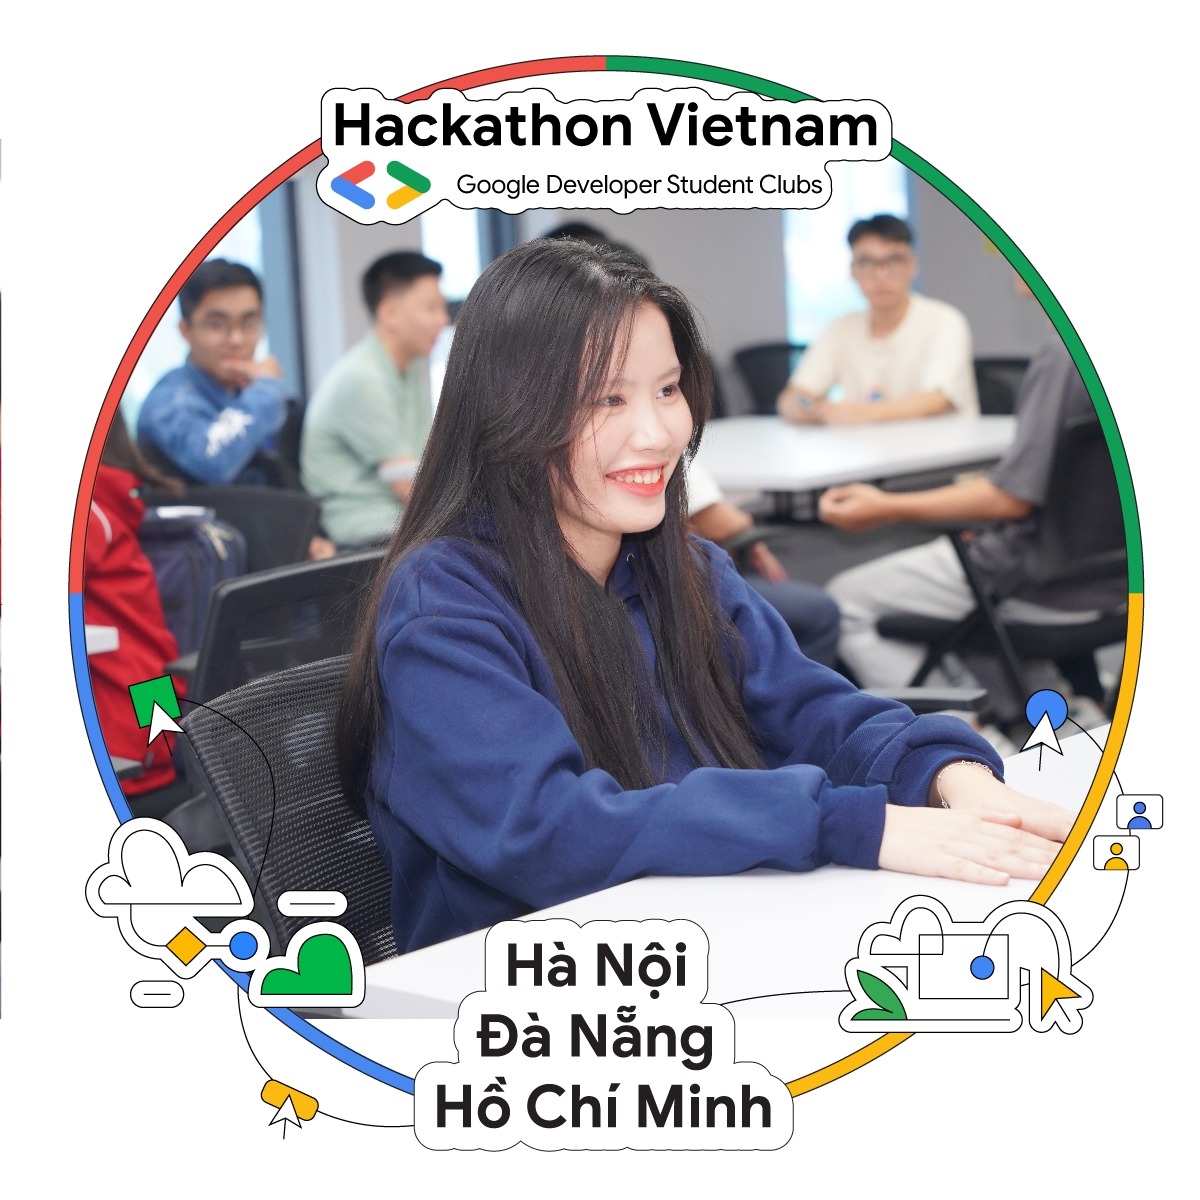 Hackathon Vietnam
Google Developer Student Clubs
Hà Nội
Đà Nẵng
Hồ Chí Minh